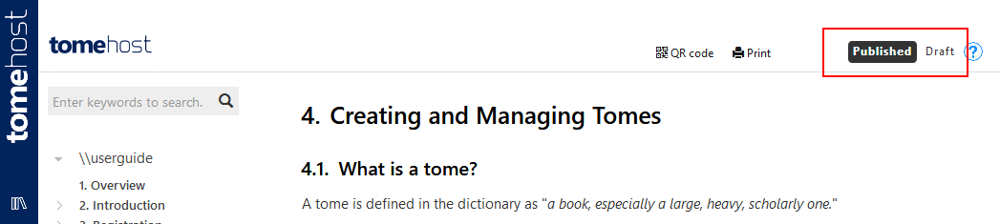 tomehost
tomehost
QR code
Print
Published
Draft
?
Enter keywords to search.
\\userguide
1. Overview
2. Introduction
3. Registration
4. Creating and Managing Tomes
4.1. What is a tome?
A tome is defined in the dictionary as "a book, especially a large, heavy, scholarly one."